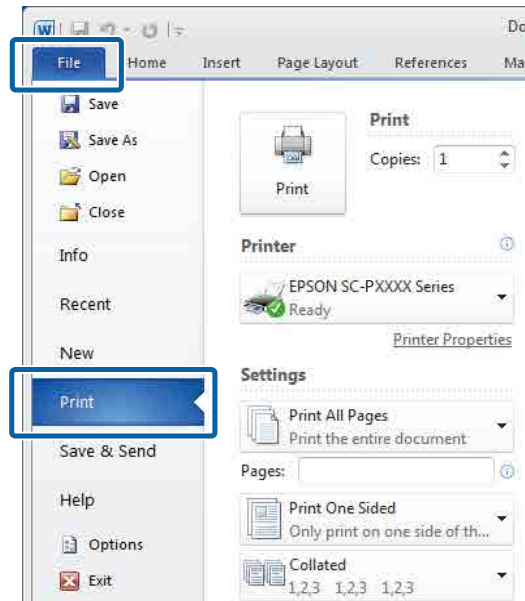 W
Do
File Home Insert Page Layout References Ma
Save
Save As
Open
Close
Info
Recent
New
Print
Save & Send
Help
Options
Exit
Print
Print
Copies: 1
Printer
EPSON SC-PXXXX Series
Ready
Printer Properties
Settings
Print All Pages
Print the entire document
Pages:
Print One Sided
Only print on one side of th...
Collated
1,2,3 1,2,3 1,2,3